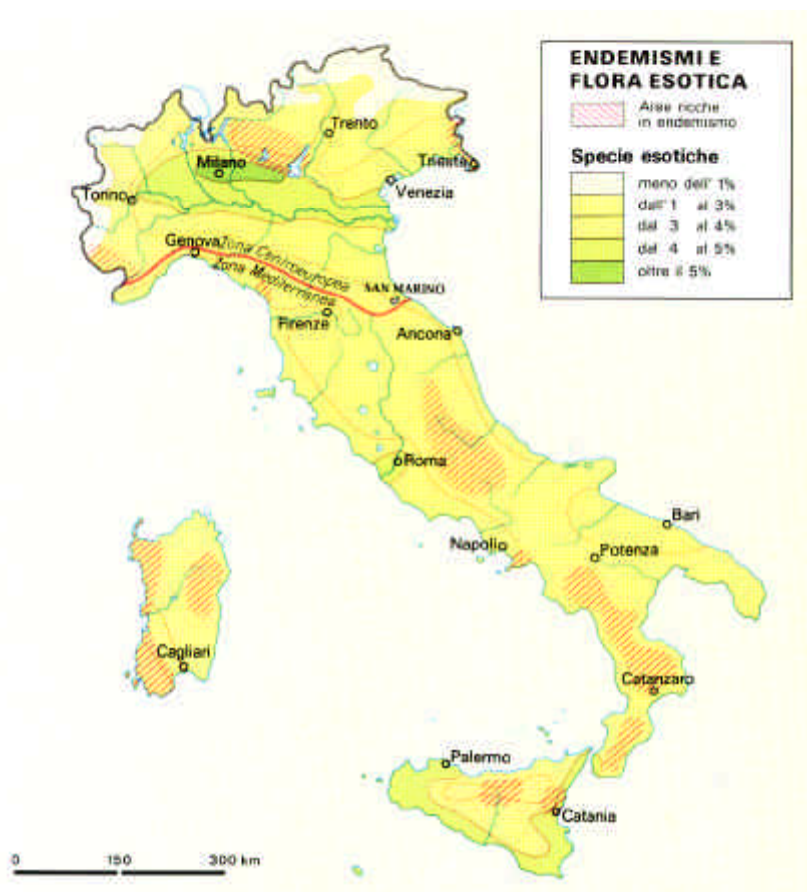 ENDEMISMI E
FLORA ESOTICA
Aree ricche
in endemismo
Specie esotiche
meno dell' 1%
dall' 1 al 3%
dal 3 al 4%
dal 4 al 5%
oltre il 5%
Trento
Milano
Trieste
Venezia
Torino
Genova
Zona Centroeuropea
Zona Mediterranea
SAN MARINO
Firenze
Ancona
Roma
Bari
Napoli
Potenza
Cagliari
Catanzaro
Palermo
Catania
0 150 300 km